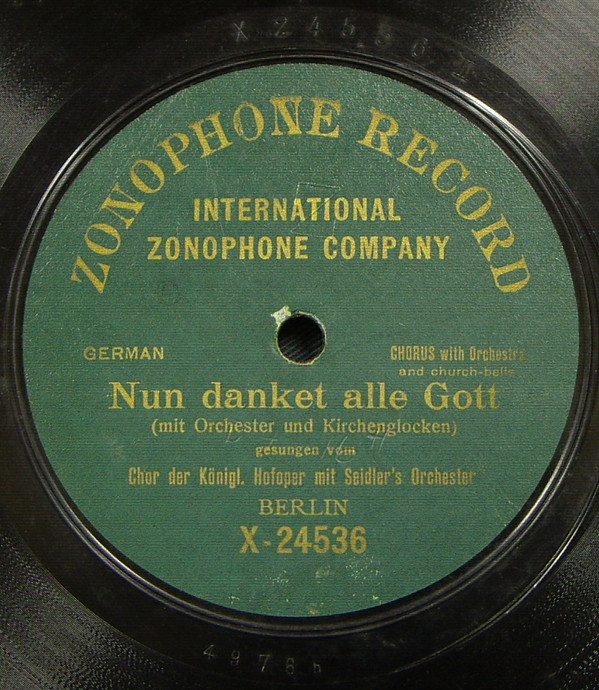 X 24536
ZONOPHONE RECORD
INTERNATIONAL
ZONOPHONE COMPANY
GERMAN
CHORUS with Orchestra
and church-bells
Nun danket alle Gott
(mit Orchester und Kirchenglocken)
gesungen vom
Chor der Königl. Hofoper mit Seidler's Orchester
BERLIN
X-24536